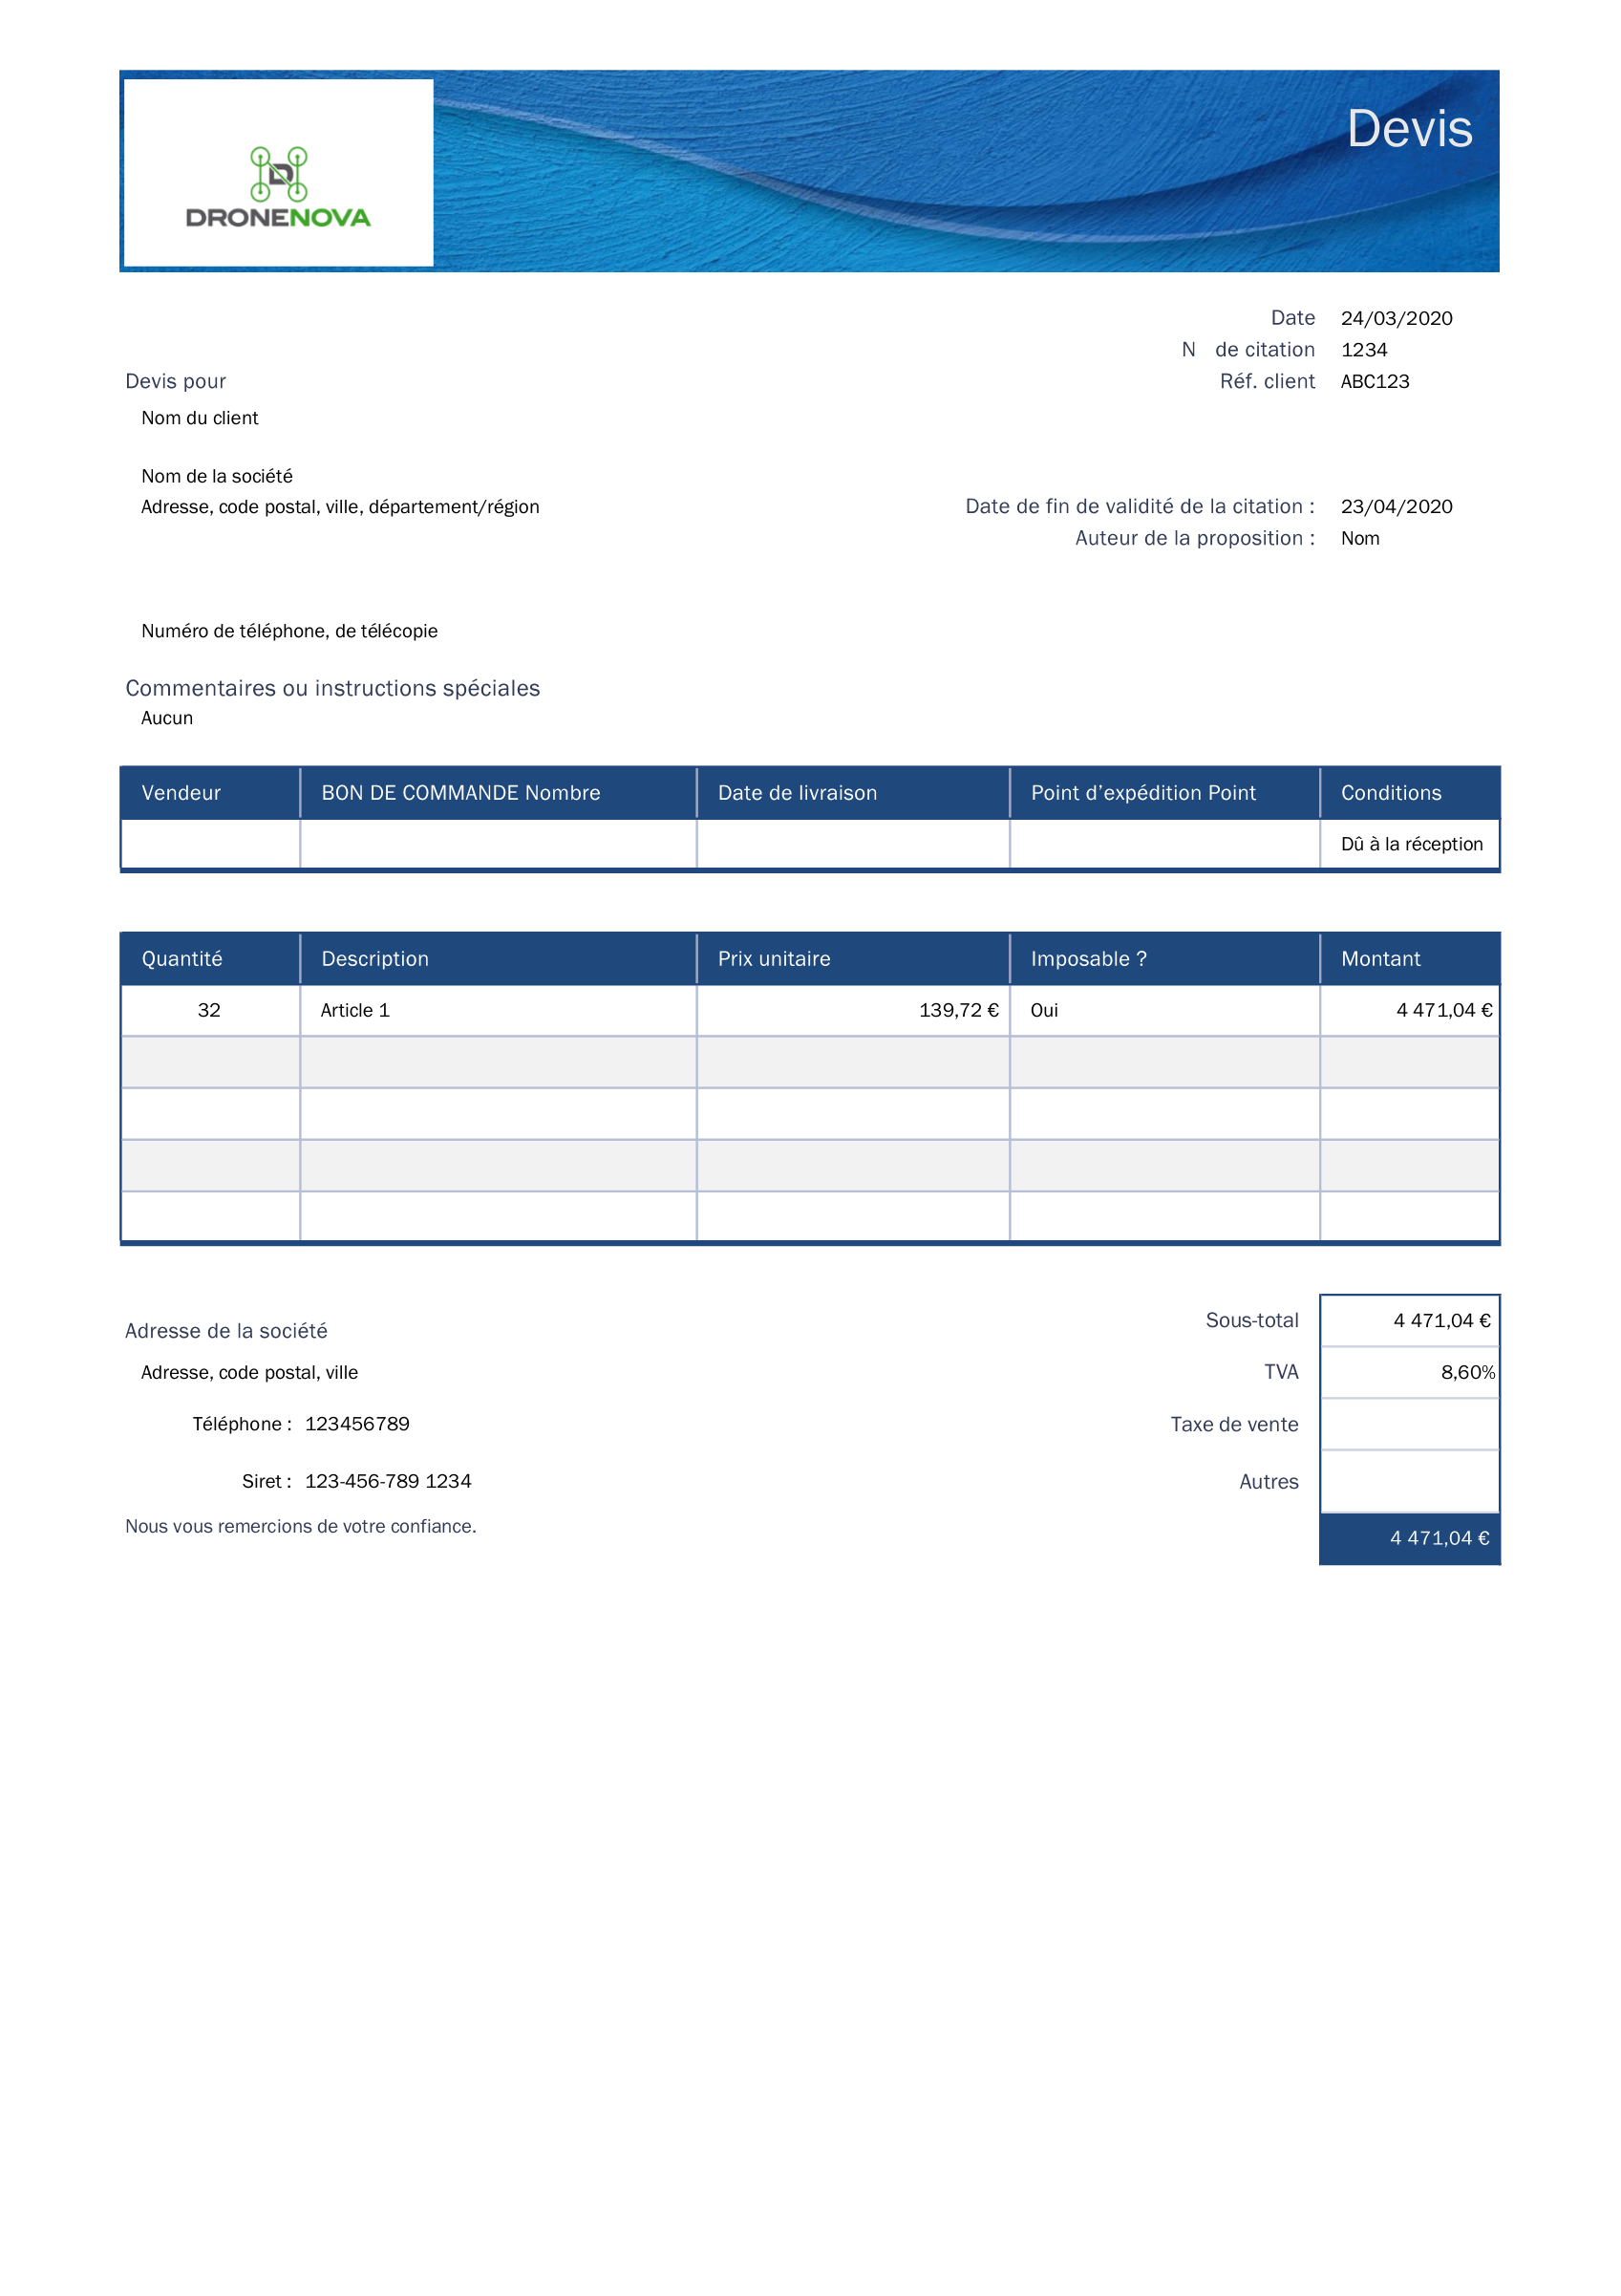 Devis
DRONENOVA
Date 24/03/2020
N de citation 1234
Devis pour Réf. client ABC123
Nom du client
Nom de la société
Adresse, code postal, ville, département/région Date de fin de validité de la citation : 23/04/2020
Auteur de la proposition : Nom
Numéro de téléphone, de télécopie
Commentaires ou instructions spéciales
Aucun
Vendeur BON DE COMMANDE Nombre Date de livraison Point d’expédition Point Conditions
Dû à la réception
Quantité Description Prix unitaire Imposable ? Montant
32 Article 1 139,72 € Oui 4 471,04 €
Sous-total 4 471,04 €
Adresse de la société
Adresse, code postal, ville TVA 8,60%
Téléphone : 123456789 Taxe de vente
Siret : 123-456-789 1234 Autres
Nous vous remercions de votre confiance.
4 471,04 €